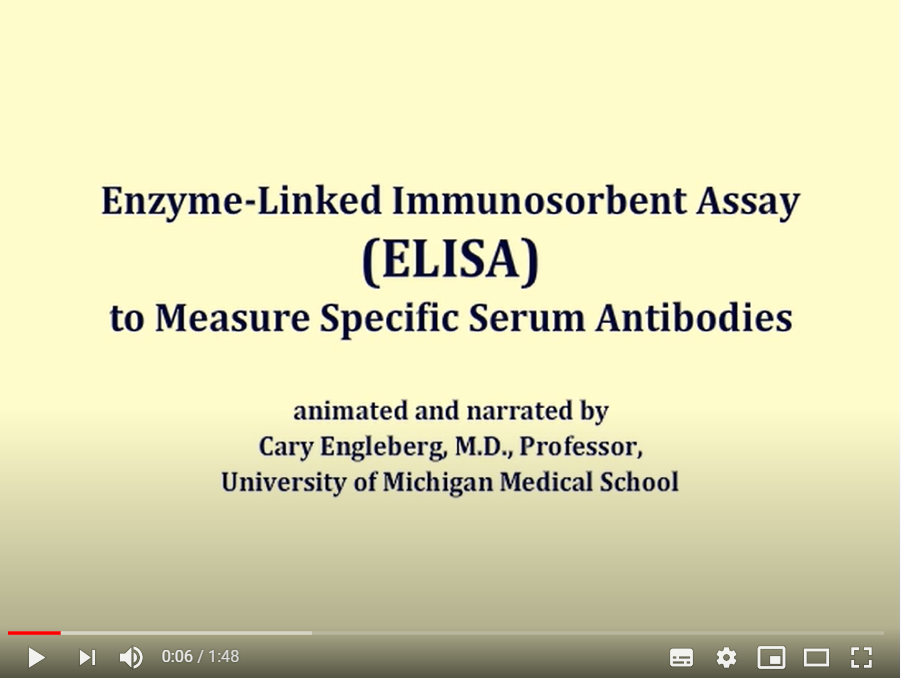 Enzyme-Linked Immunosorbent Assay
(ELISA)
to Measure Specific Serum Antibodies
animated and narrated by
Cary Engleberg, M.D., Professor,
University of Michigan Medical School
0:06 / 1:48